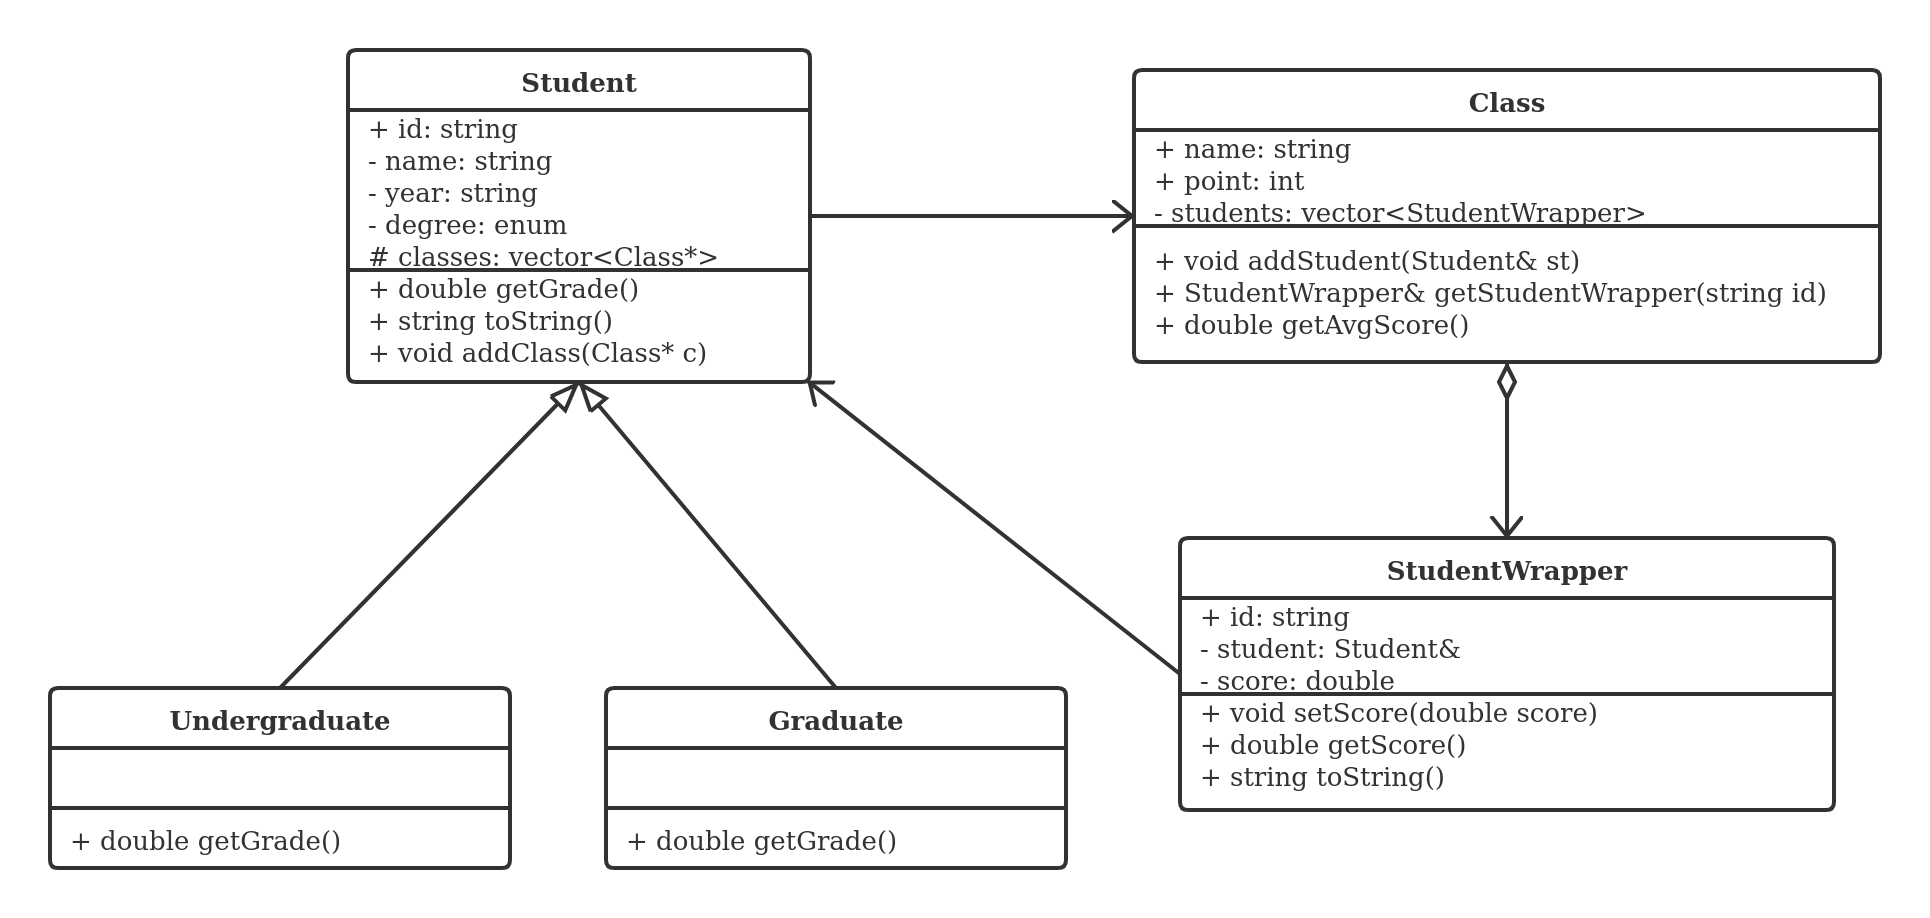 Student
+ id: string
- name: string
- year: string
- degree: enum
# classes: vector<Class*>
+ double getGrade()
+ string toString()
+ void addClass(Class* c)
Class
+ name: string
+ point: int
- students: vector<StudentWrapper>
+ void addStudent(Student& st)
+ StudentWrapper& getStudentWrapper(string id)
+ double getAvgScore()
Undergraduate
+ double getGrade()
Graduate
+ double getGrade()
StudentWrapper
+ id: string
- student: Student&
- score: double
+ void setScore(double score)
+ double getScore()
+ string toString()